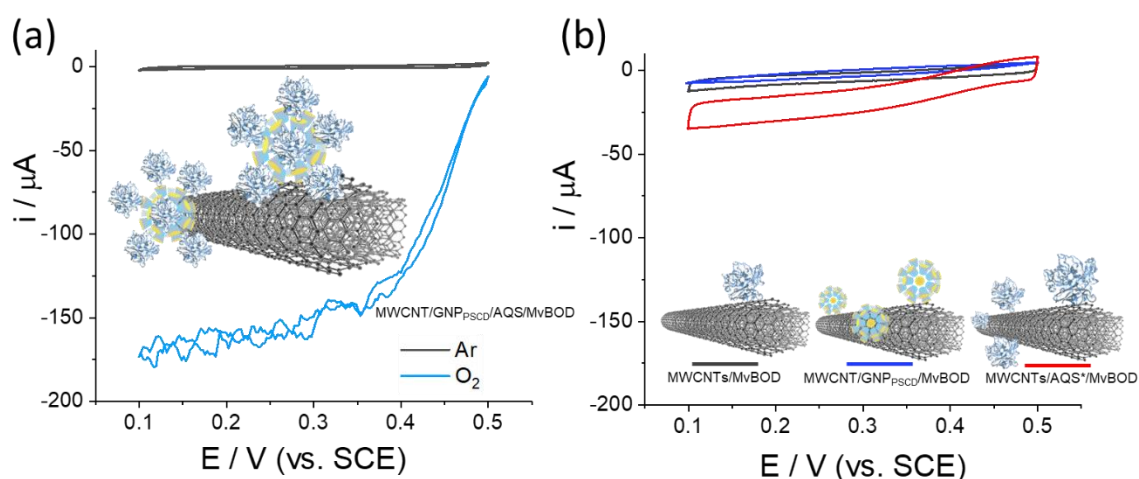 (a)
0
-50
-100
-150
-200
i / µA
MWCNT/GNPPSCD/AQS/MvBOD
Ar
O2
0.1
0.2
0.3
0.4
0.5
E / V (vs. SCE)
(b)
0
-50
-100
-150
-200
i / µA
MWCNTs/MvBOD
MWCNT/GNPPSCD/MvBOD
MWCNTs/AQS*/MvBOD
0.1
0.2
0.3
0.4
0.5
E / V (vs. SCE)